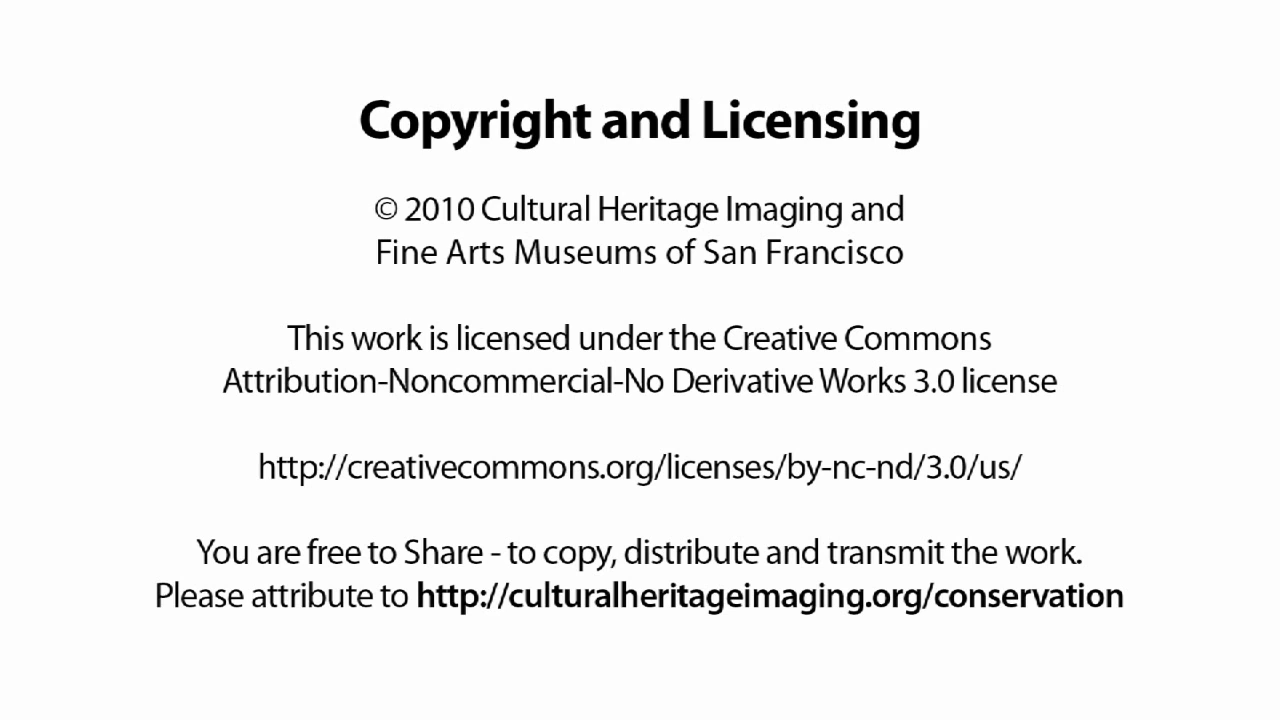 Copyright and Licensing
© 2010 Cultural Heritage Imaging and
Fine Arts Museums of San Francisco
This work is licensed under the Creative Commons
Attribution-Noncommercial-No Derivative Works 3.0 license
http://creativecommons.org/licenses/by-nc-nd/3.0/us/
You are free to Share - to copy, distribute and transmit the work.
Please attribute to http://culturalheritageimaging.org/conservation